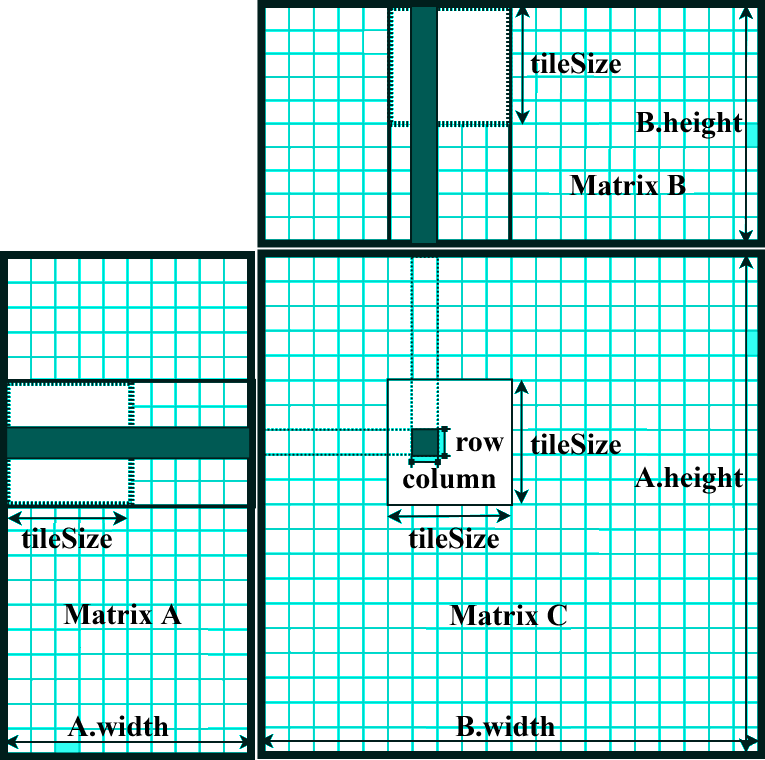 tileSize
B.height
Matrix B
row
tileSize
column
A.height
tileSize
tileSize
Matrix A
Matrix C
A.width
B.width